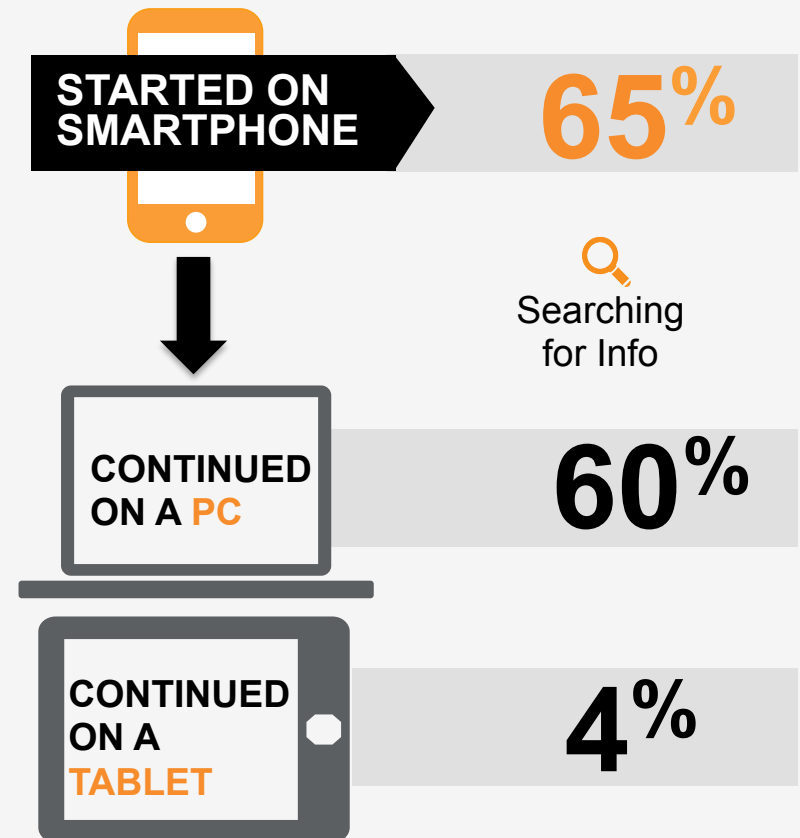 STARTED ON
SMARTPHONE
65%
Searching
for Info
CONTINUED
ON A PC
60%
CONTINUED
ON A
TABLET
4%